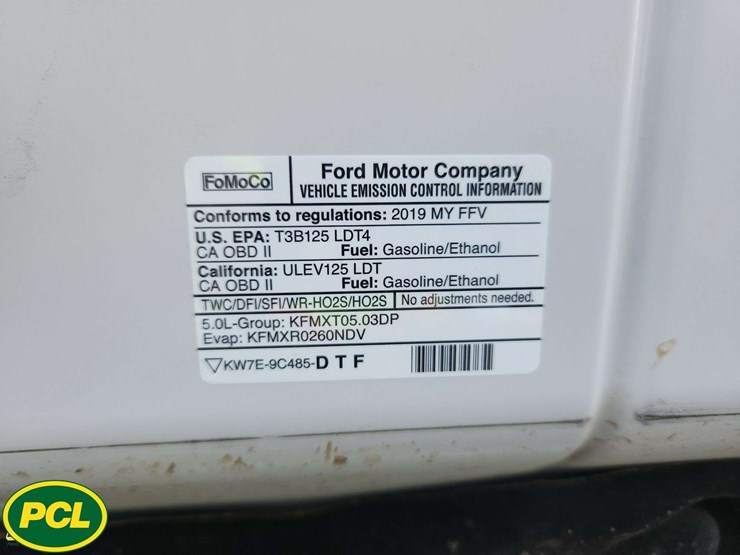 FoMoCo
Ford Motor Company
VEHICLE EMISSION CONTROL INFORMATION
Conforms to regulations: 2019 MY FFV
U.S. EPA: T3B125 LDT4
CA OBD II Fuel: Gasoline/Ethanol
California: ULEV125 LDT
CA OBD II Fuel: Gasoline/Ethanol
TWC/DFI/SFI/WR-HO2S/HO2S No adjustments needed.
5.0L-Group: KFMXT05.03DP
Evap: KFMXR0260NDV
KW7E-9C485-D T F
PCL